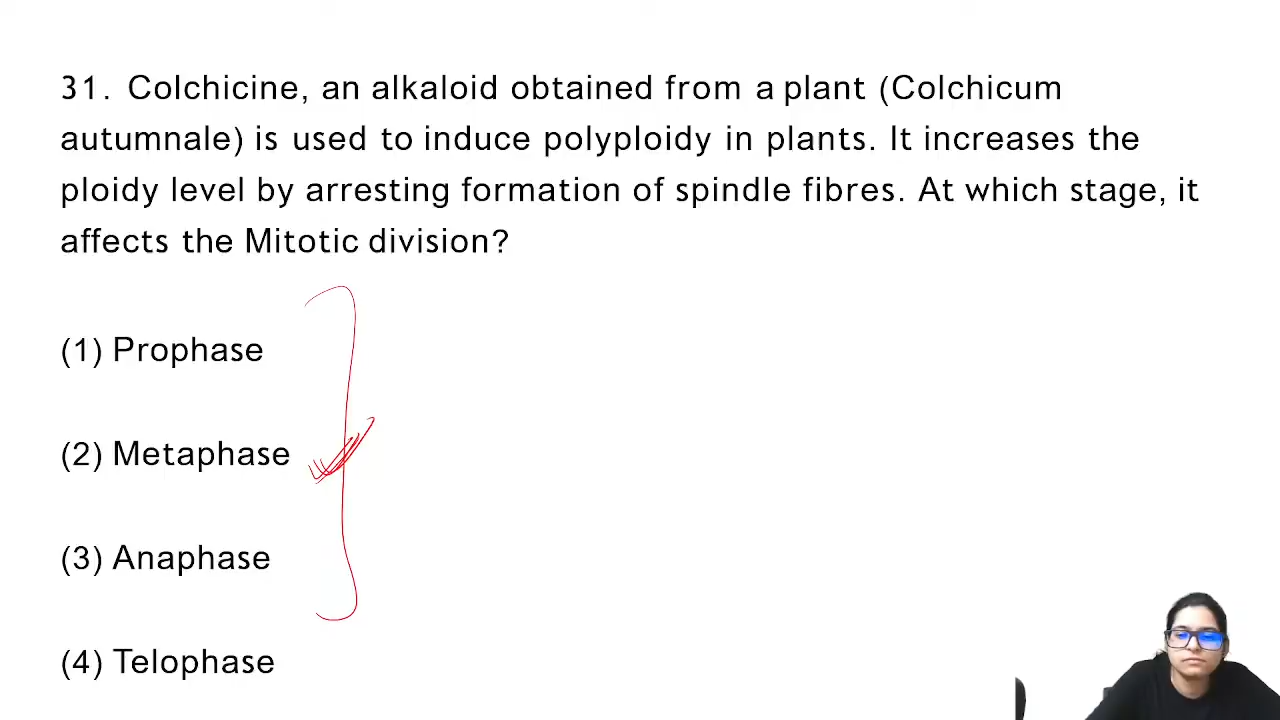 31. Colchicine, an alkaloid obtained from a plant (Colchicum
autumnale) is used to induce polyploidy in plants. It increases the
ploidy level by arresting formation of spindle fibres. At which stage, it
affects the Mitotic division?
(1) Prophase
(2) Metaphase
(3) Anaphase
(4) Telophase